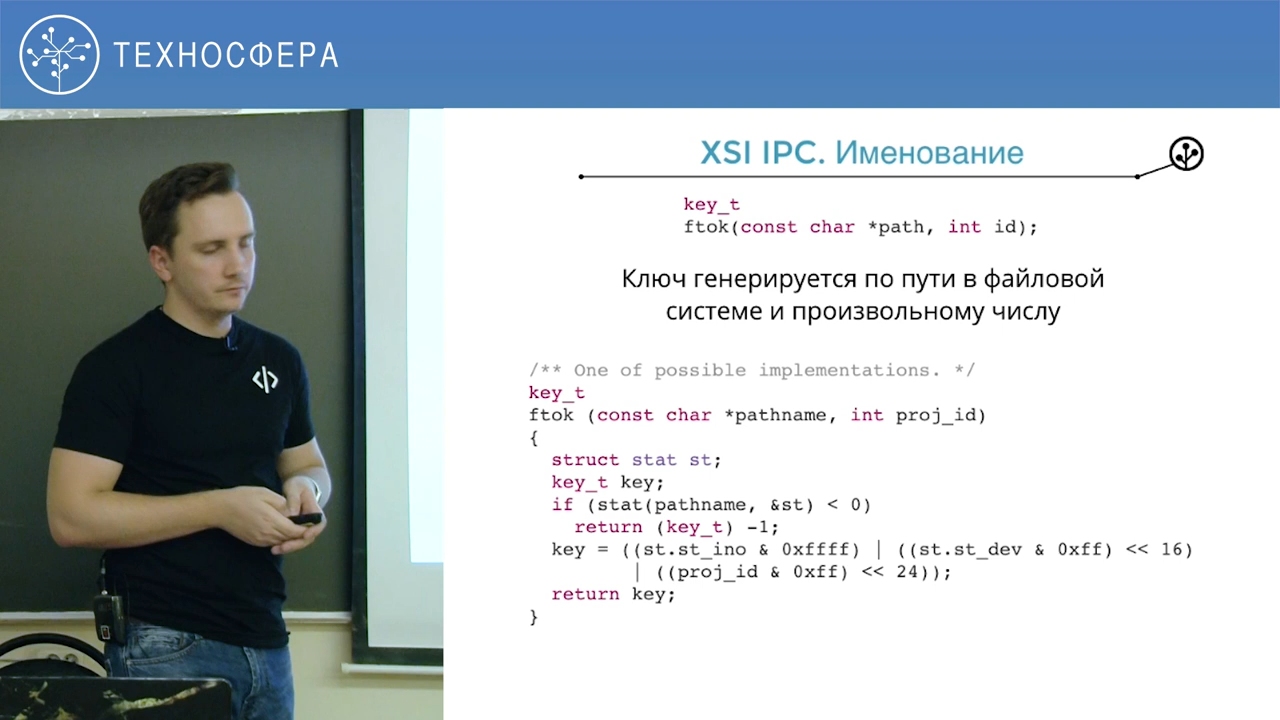 ТЕХНОСФЕРА
XSI IPC. Именование
key_t
ftok(const char *path, int id);
Ключ генерируется по пути в файловой
системе и произвольному числу
/** One of possible implementations. */
key_t
ftok (const char *pathname, int proj_id)
{
  struct stat st;
  key_t key;
  if (stat(pathname, &st) < 0)
    return (key_t) -1;
  key = ((st.st_ino & 0xffff) | ((st.st_dev & 0xff) << 16)
         | ((proj_id & 0xff) << 24));
  return key;
}